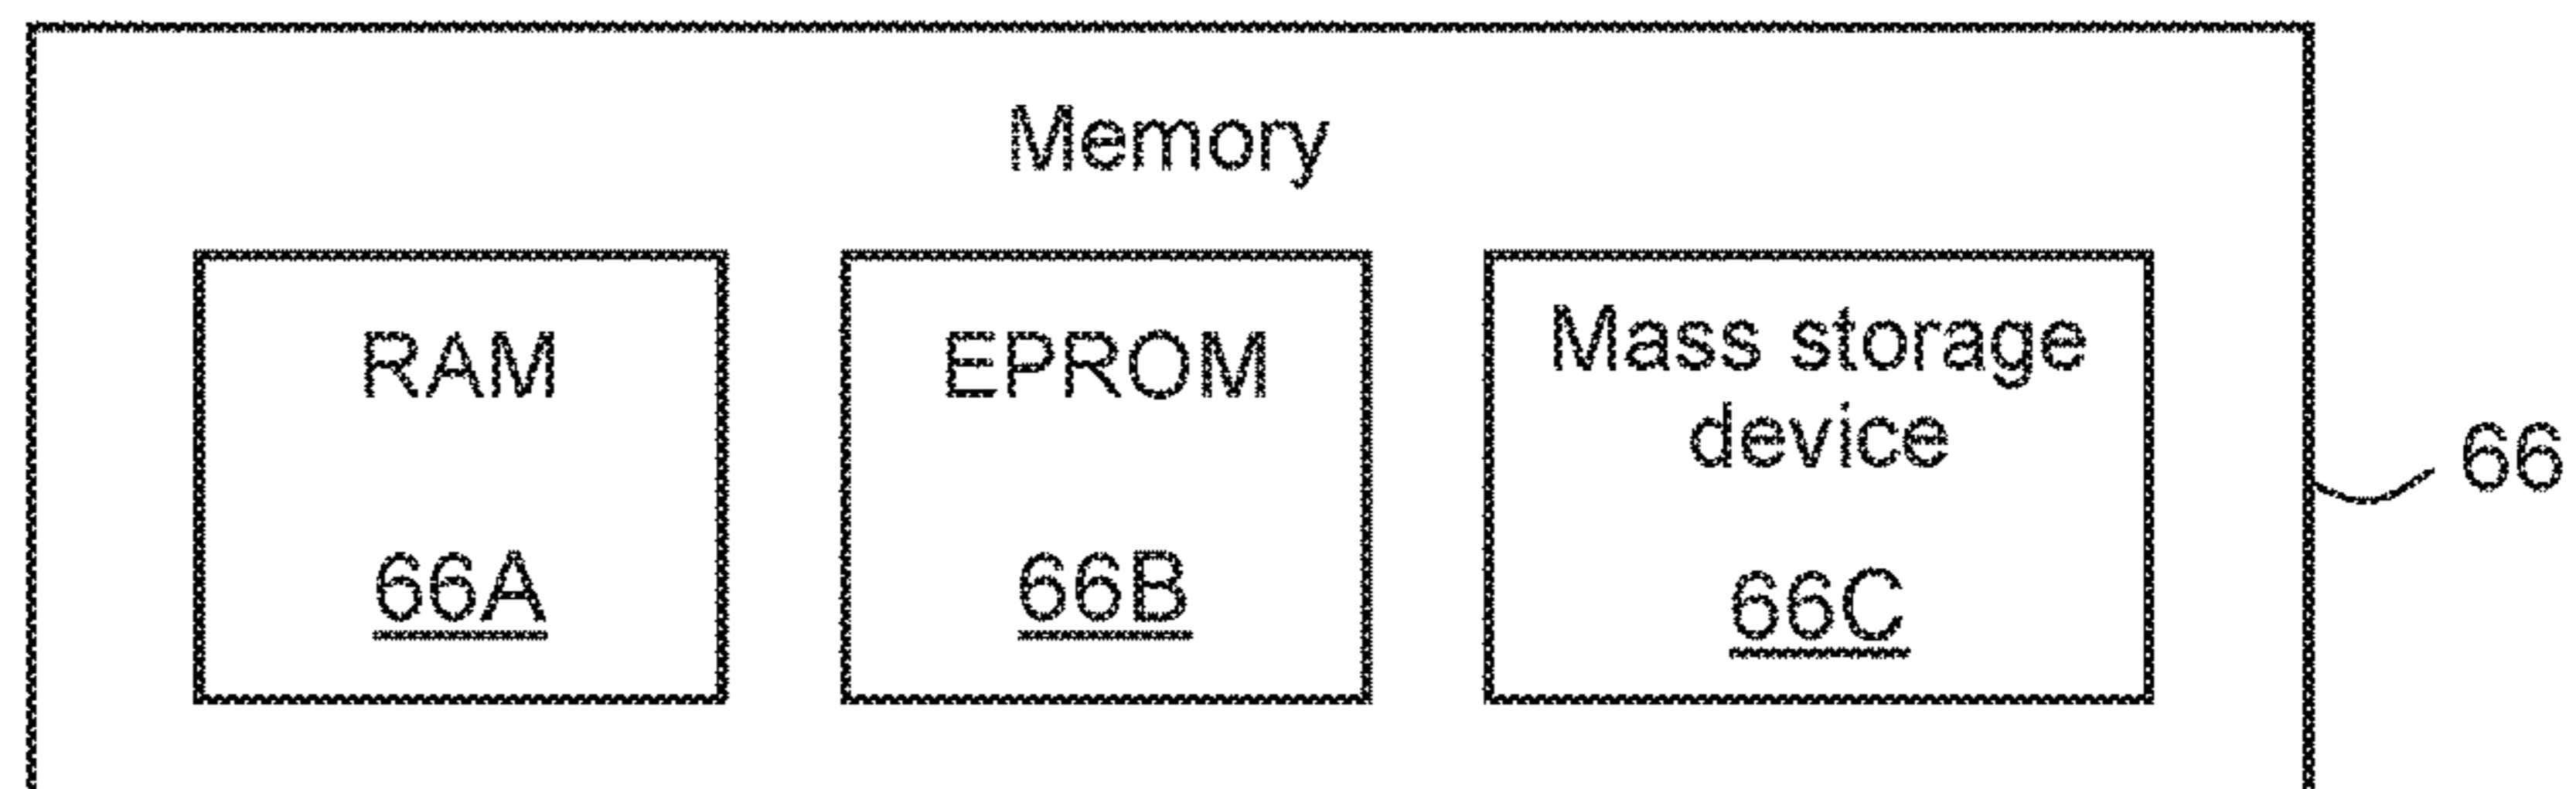 Memory
RAM
66A
EPROM
66B
Mass storage
device
66C
66